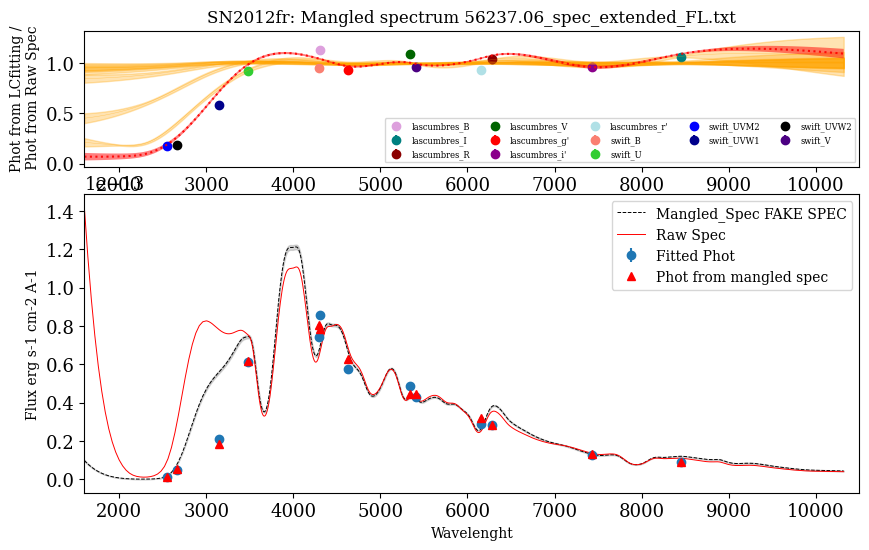 SN2012fr: Mangled spectrum 56237.06_spec_extended_FL.txt
Phot from LCfitting /
Phot from Raw Spec
1.0
0.5
0.0
lascumbres_B lascumbres_V lascumbres_r' swift_UVM2 swift_UVW2
lascumbres_I lascumbres_g' swift_B swift_UVW1 swift_V
lascumbres_R lascumbres_i' swift_U
2000 3000 4000 5000 6000 7000 8000 9000 10000
1e−13
Flux erg s-1 cm-2 A-1
1.4
1.2
1.0
0.8
0.6
0.4
0.2
0.0
Mangled_Spec FAKE SPEC
Raw Spec
Fitted Phot
Phot from mangled spec
2000 3000 4000 5000 6000 7000 8000 9000 10000
Wavelenght